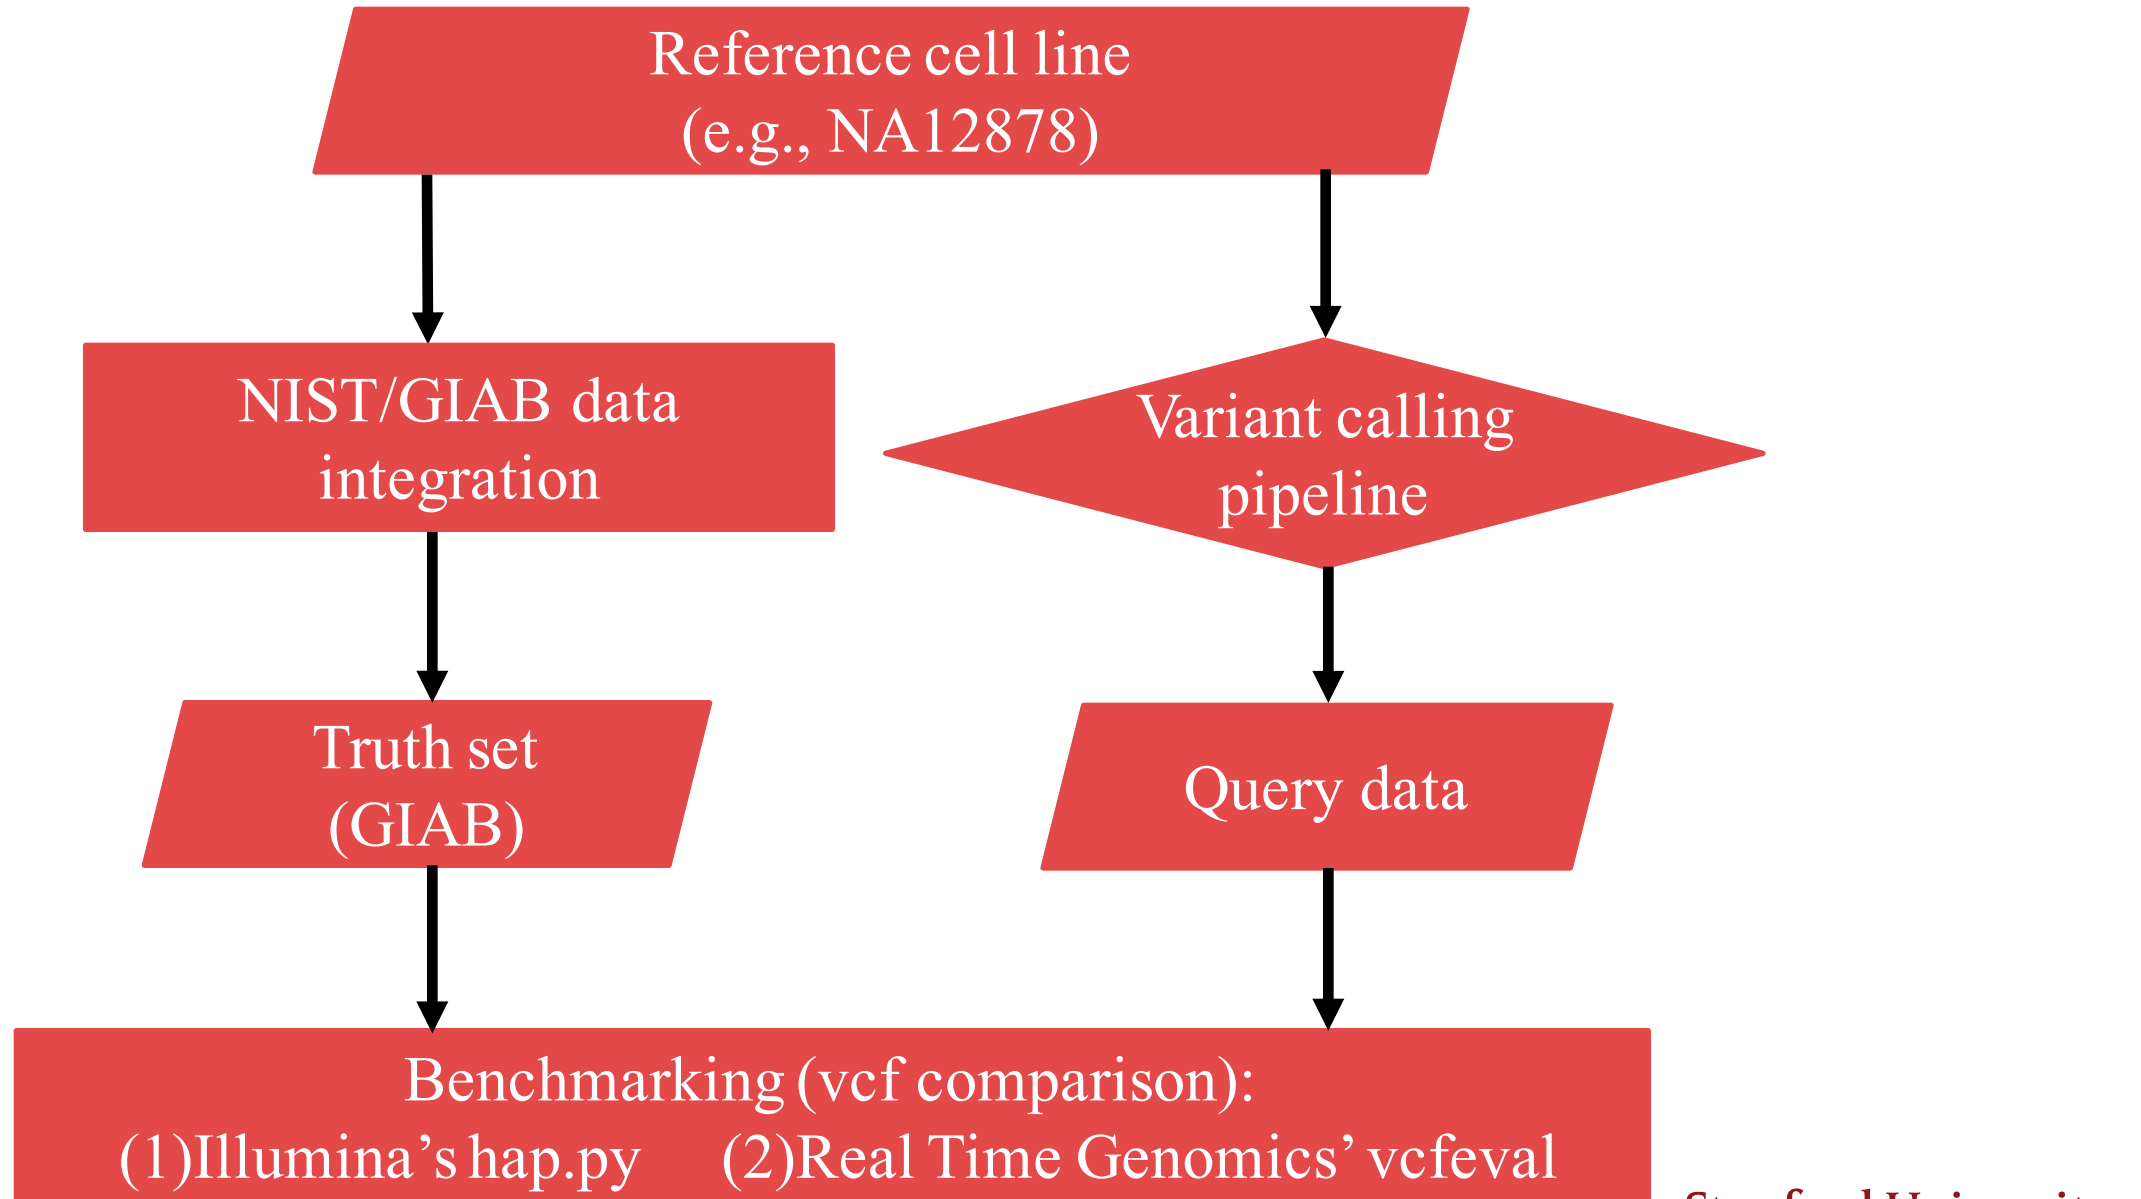 Reference cell line
(e.g., NA12878)
NIST/GIAB data
integration
Variant calling
pipeline
Truth set
(GIAB)
Query data
Benchmarking (vcf comparison):
(1)Illumina’s hap.py (2)Real Time Genomics’ vcfeval